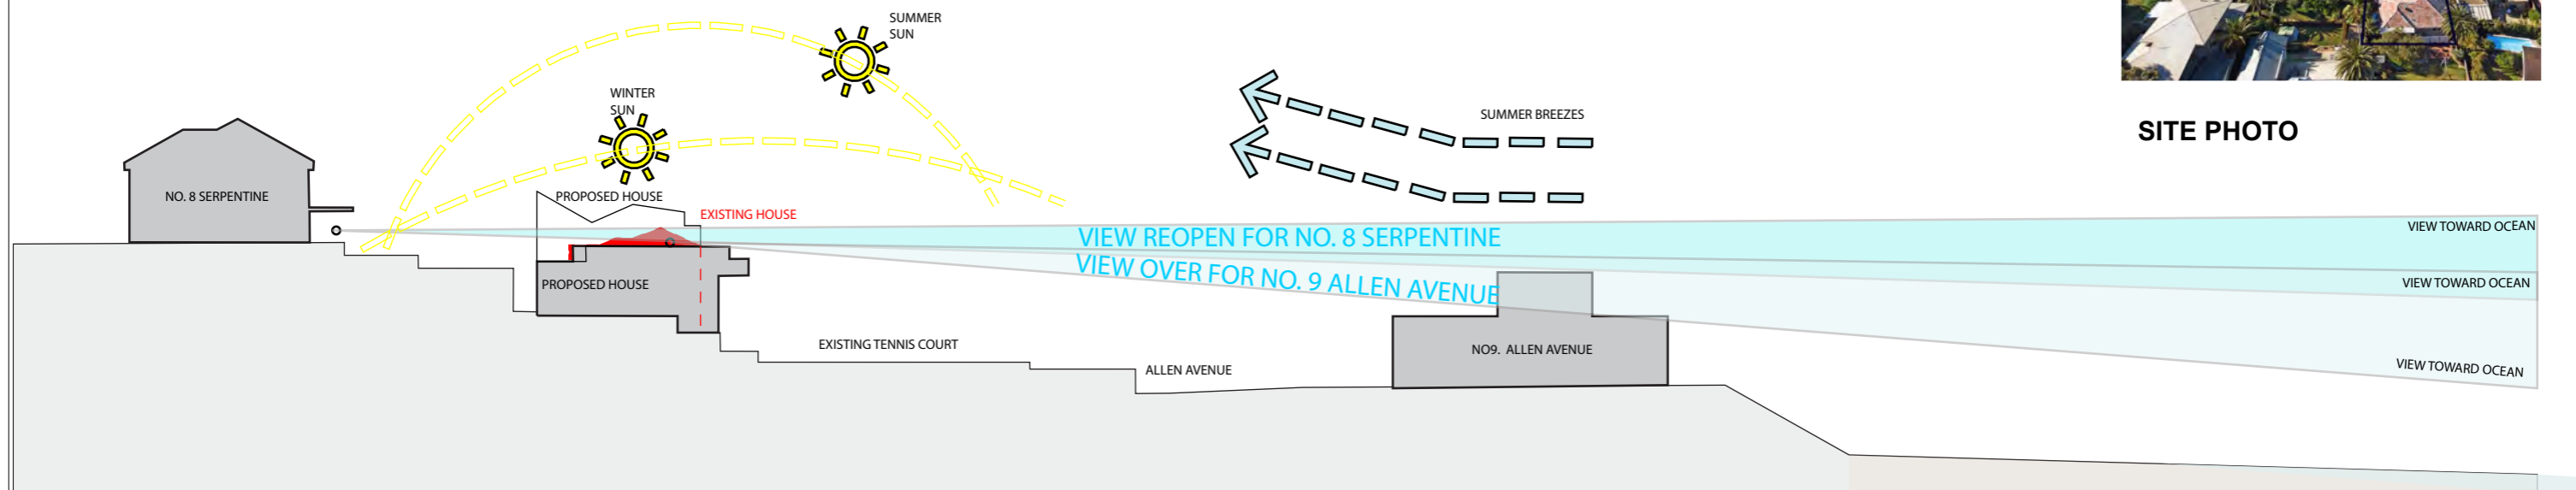 SUMMER
SUN
WINTER
SUN
SUMMER BREEZES
SITE PHOTO
NO. 8 SERPENTINE
PROPOSED HOUSE
EXISTING HOUSE
VIEW REOPEN FOR NO. 8 SERPENTINE
VIEW TOWARD OCEAN
VIEW OVER FOR NO. 9 ALLEN AVENUE
VIEW TOWARD OCEAN
PROPOSED HOUSE
EXISTING TENNIS COURT
NO9. ALLEN AVENUE
ALLEN AVENUE
VIEW TOWARD OCEAN